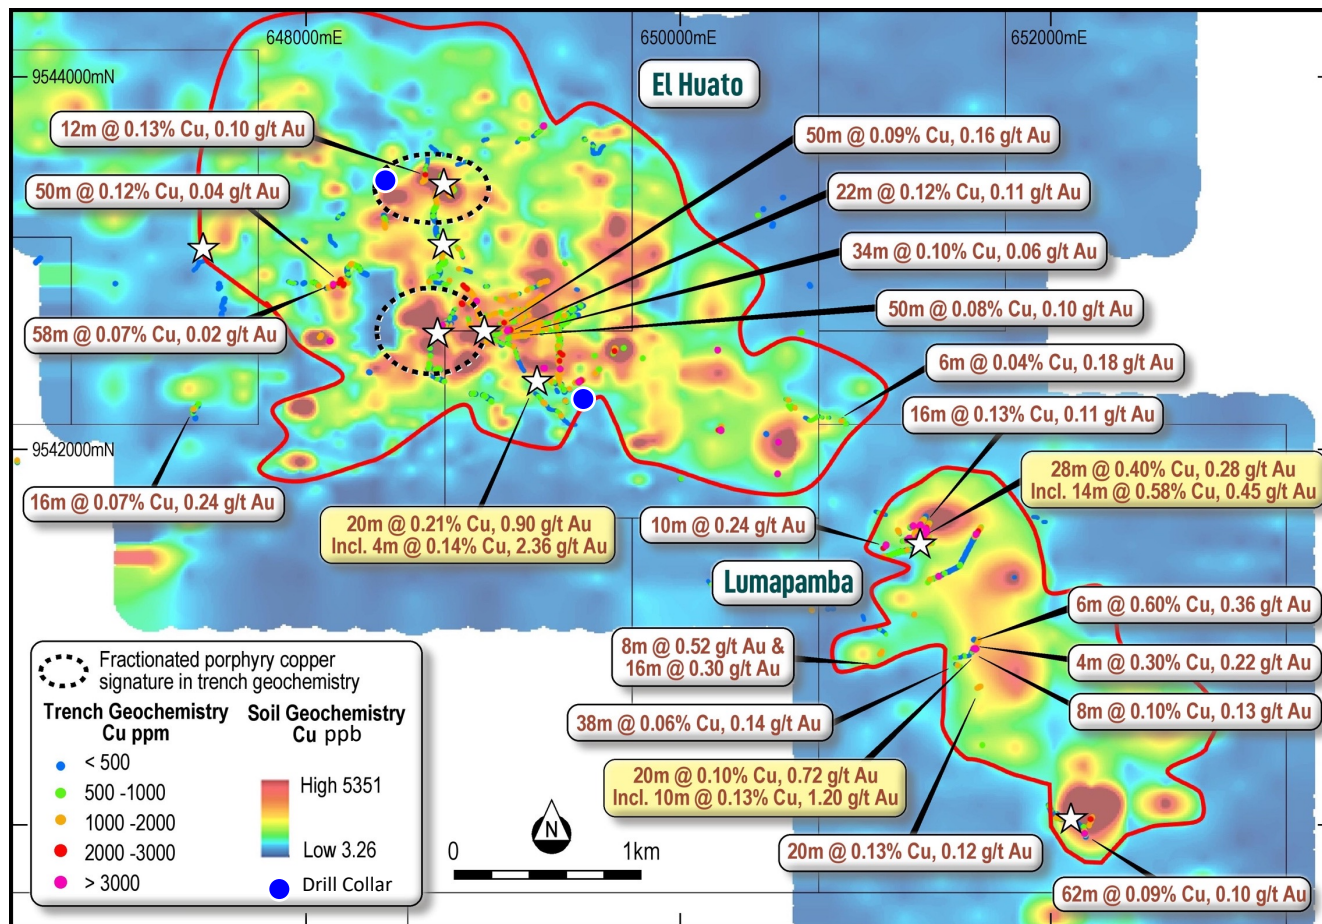 648000mE
650000mE
652000mE
9544000mN
El Huato
12m @ 0.13% Cu, 0.10 g/t Au
50m @ 0.09% Cu, 0.16 g/t Au
50m @ 0.12% Cu, 0.04 g/t Au
22m @ 0.12% Cu, 0.11 g/t Au
34m @ 0.10% Cu, 0.06 g/t Au
50m @ 0.08% Cu, 0.10 g/t Au
58m @ 0.07% Cu, 0.02 g/t Au
6m @ 0.04% Cu, 0.18 g/t Au
16m @ 0.13% Cu, 0.11 g/t Au
9542000mN
28m @ 0.40% Cu, 0.28 g/t Au
Incl. 14m @ 0.58% Cu, 0.45 g/t Au
16m @ 0.07% Cu, 0.24 g/t Au
20m @ 0.21% Cu, 0.90 g/t Au
Incl. 4m @ 0.14% Cu, 2.36 g/t Au
10m @ 0.24 g/t Au
Lumapamba
6m @ 0.60% Cu, 0.36 g/t Au
8m @ 0.52 g/t Au &
16m @ 0.30 g/t Au
4m @ 0.30% Cu, 0.22 g/t Au
8m @ 0.10% Cu, 0.13 g/t Au
38m @ 0.06% Cu, 0.14 g/t Au
20m @ 0.10% Cu, 0.72 g/t Au
Incl. 10m @ 0.13% Cu, 1.20 g/t Au
20m @ 0.13% Cu, 0.12 g/t Au
62m @ 0.09% Cu, 0.10 g/t Au
Fractionated porphyry copper
signature in trench geochemistry
Trench Geochemistry
Cu ppm
< 500
500 -1000
1000 -2000
2000 -3000
> 3000
Soil Geochemistry
Cu ppb
High 5351
Low 3.26
Drill Collar
N
0
1km